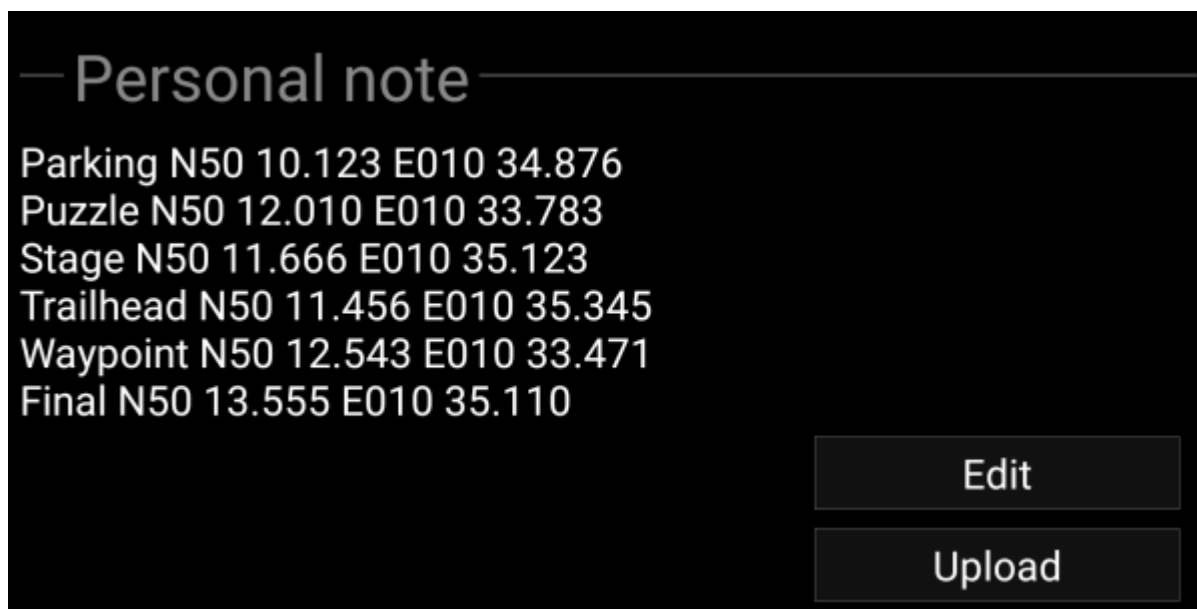 Personal note
Parking N50 10.123 E010 34.876
Puzzle N50 12.010 E010 33.783
Stage N50 11.666 E010 35.123
Trailhead N50 11.456 E010 35.345
Waypoint N50 12.543 E010 33.471
Final N50 13.555 E010 35.110
Edit
Upload